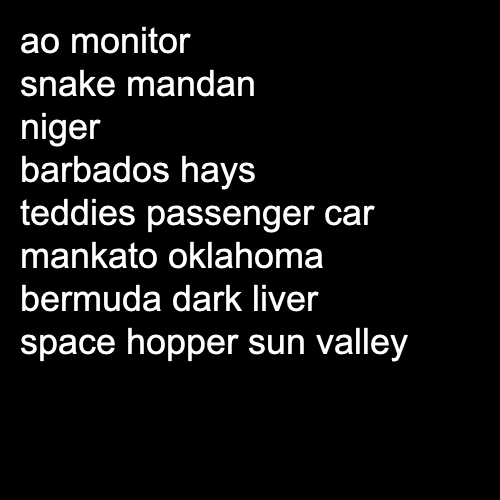 ao monitor
snake mandan
niger
barbados hays
teddies passenger car
mankato oklahoma
bermuda dark liver
space hopper sun valley